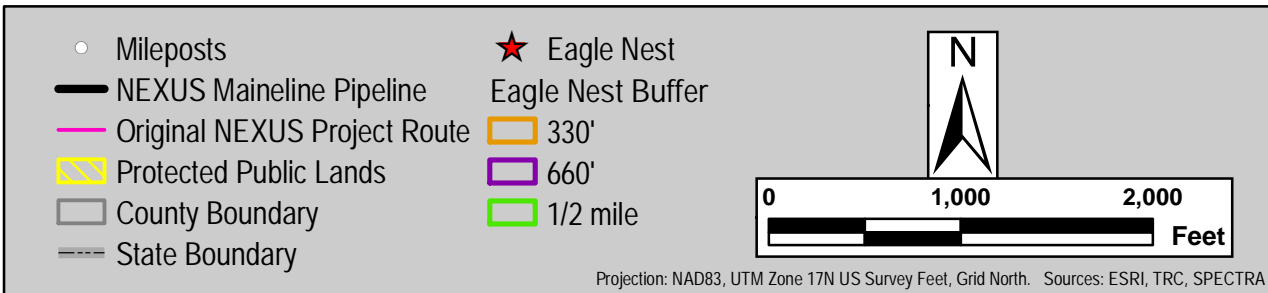 Mileposts
NEXUS Maineline Pipeline
Original NEXUS Project Route
Protected Public Lands
County Boundary
State Boundary
Eagle Nest
Eagle Nest Buffer
330'
660'
1/2 mile
N
0 1,000 2,000
Feet
Projection: NAD83, UTM Zone 17N US Survey Feet, Grid North. Sources: ESRI, TRC, SPECTRA